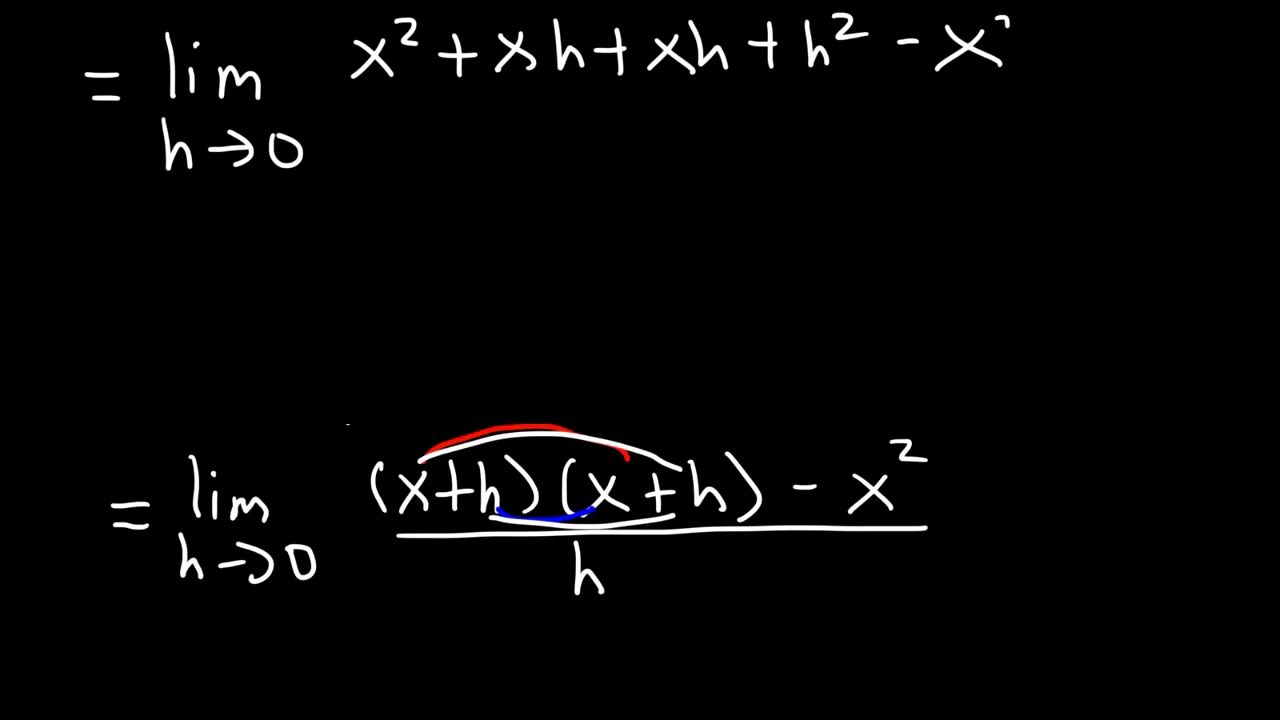 = lim x² + xh + xh + h² - x²
h→0
= lim (x+h)(x+h) - x²
h→0 h